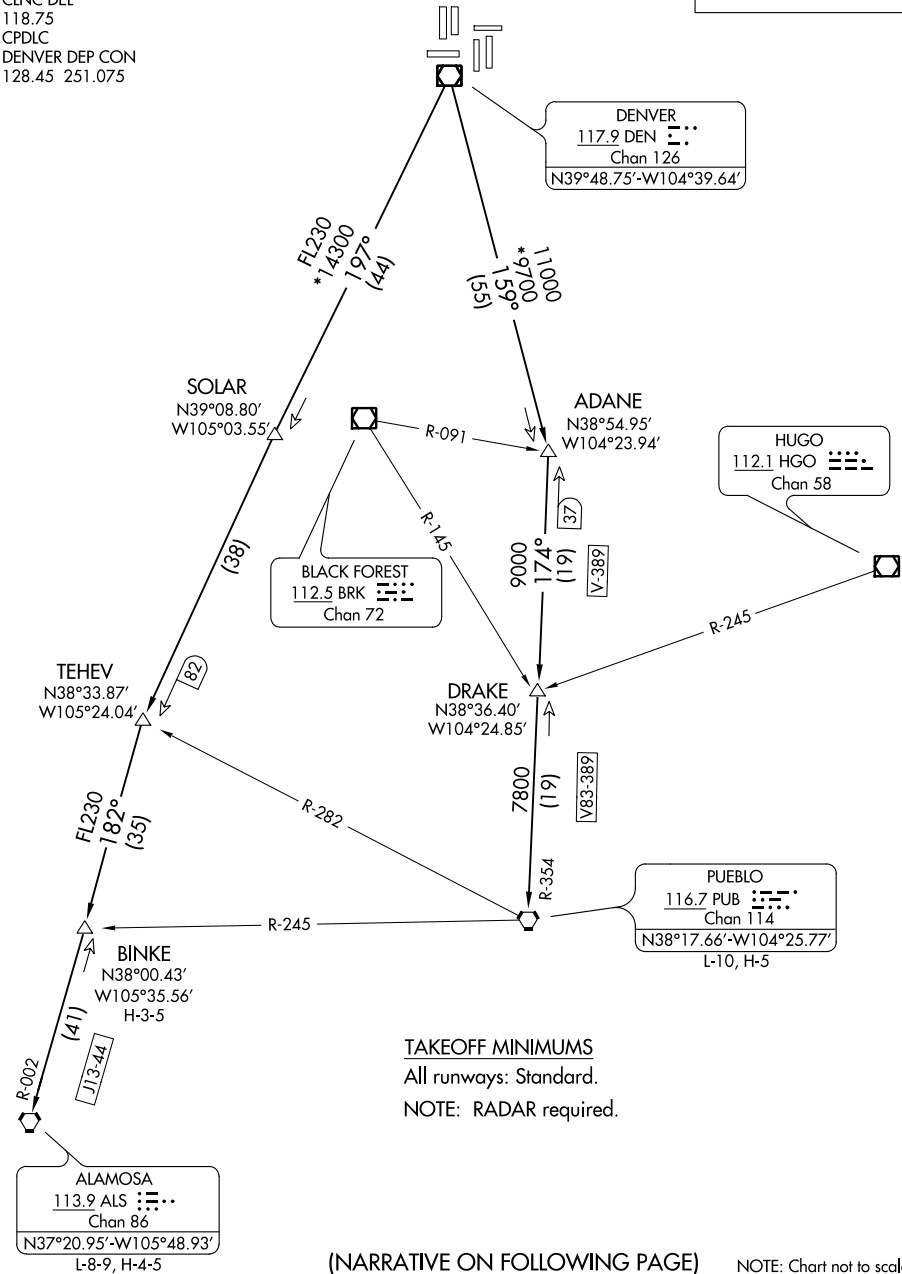 118.75
CPDLC
DENVER DEP CON
128.45 251.075
DENVER
117.9 DEN
Chan 126
N39°48.75'-W104°39.64'
FL230
*14300
197°
(44)
11000
*9700
159°
(55)
SOLAR
N39°08.80'
W105°03.55'
R-091
ADANE
N38°54.95'
W104°23.94'
HUGO
112.1 HGO
Chan 58
(38)
R-145
37
9000
174°
(19)
V-389
BLACK FOREST
112.5 BRK
Chan 72
R-245
TEHEV
N38°33.87'
W105°24.04'
82
DRAKE
N38°36.40'
W104°24.85'
FL230
182°
(35)
R-282
7800
(19)
V83-389
R-354
PUEBLO
116.7 PUB
Chan 114
N38°17.66'-W104°25.77'
L-10, H-5
R-245
BINKE
N38°00.43'
W105°35.56'
H-3-5
(41)
R-002
J13-44
TAKEOFF MINIMUMS
All runways: Standard.
NOTE: RADAR required.
ALAMOSA
113.9 ALS
Chan 86
N37°20.95'-W105°48.93'
L-8-9, H-4-5
(NARRATIVE ON FOLLOWING PAGE)
NOTE: Chart not to scale